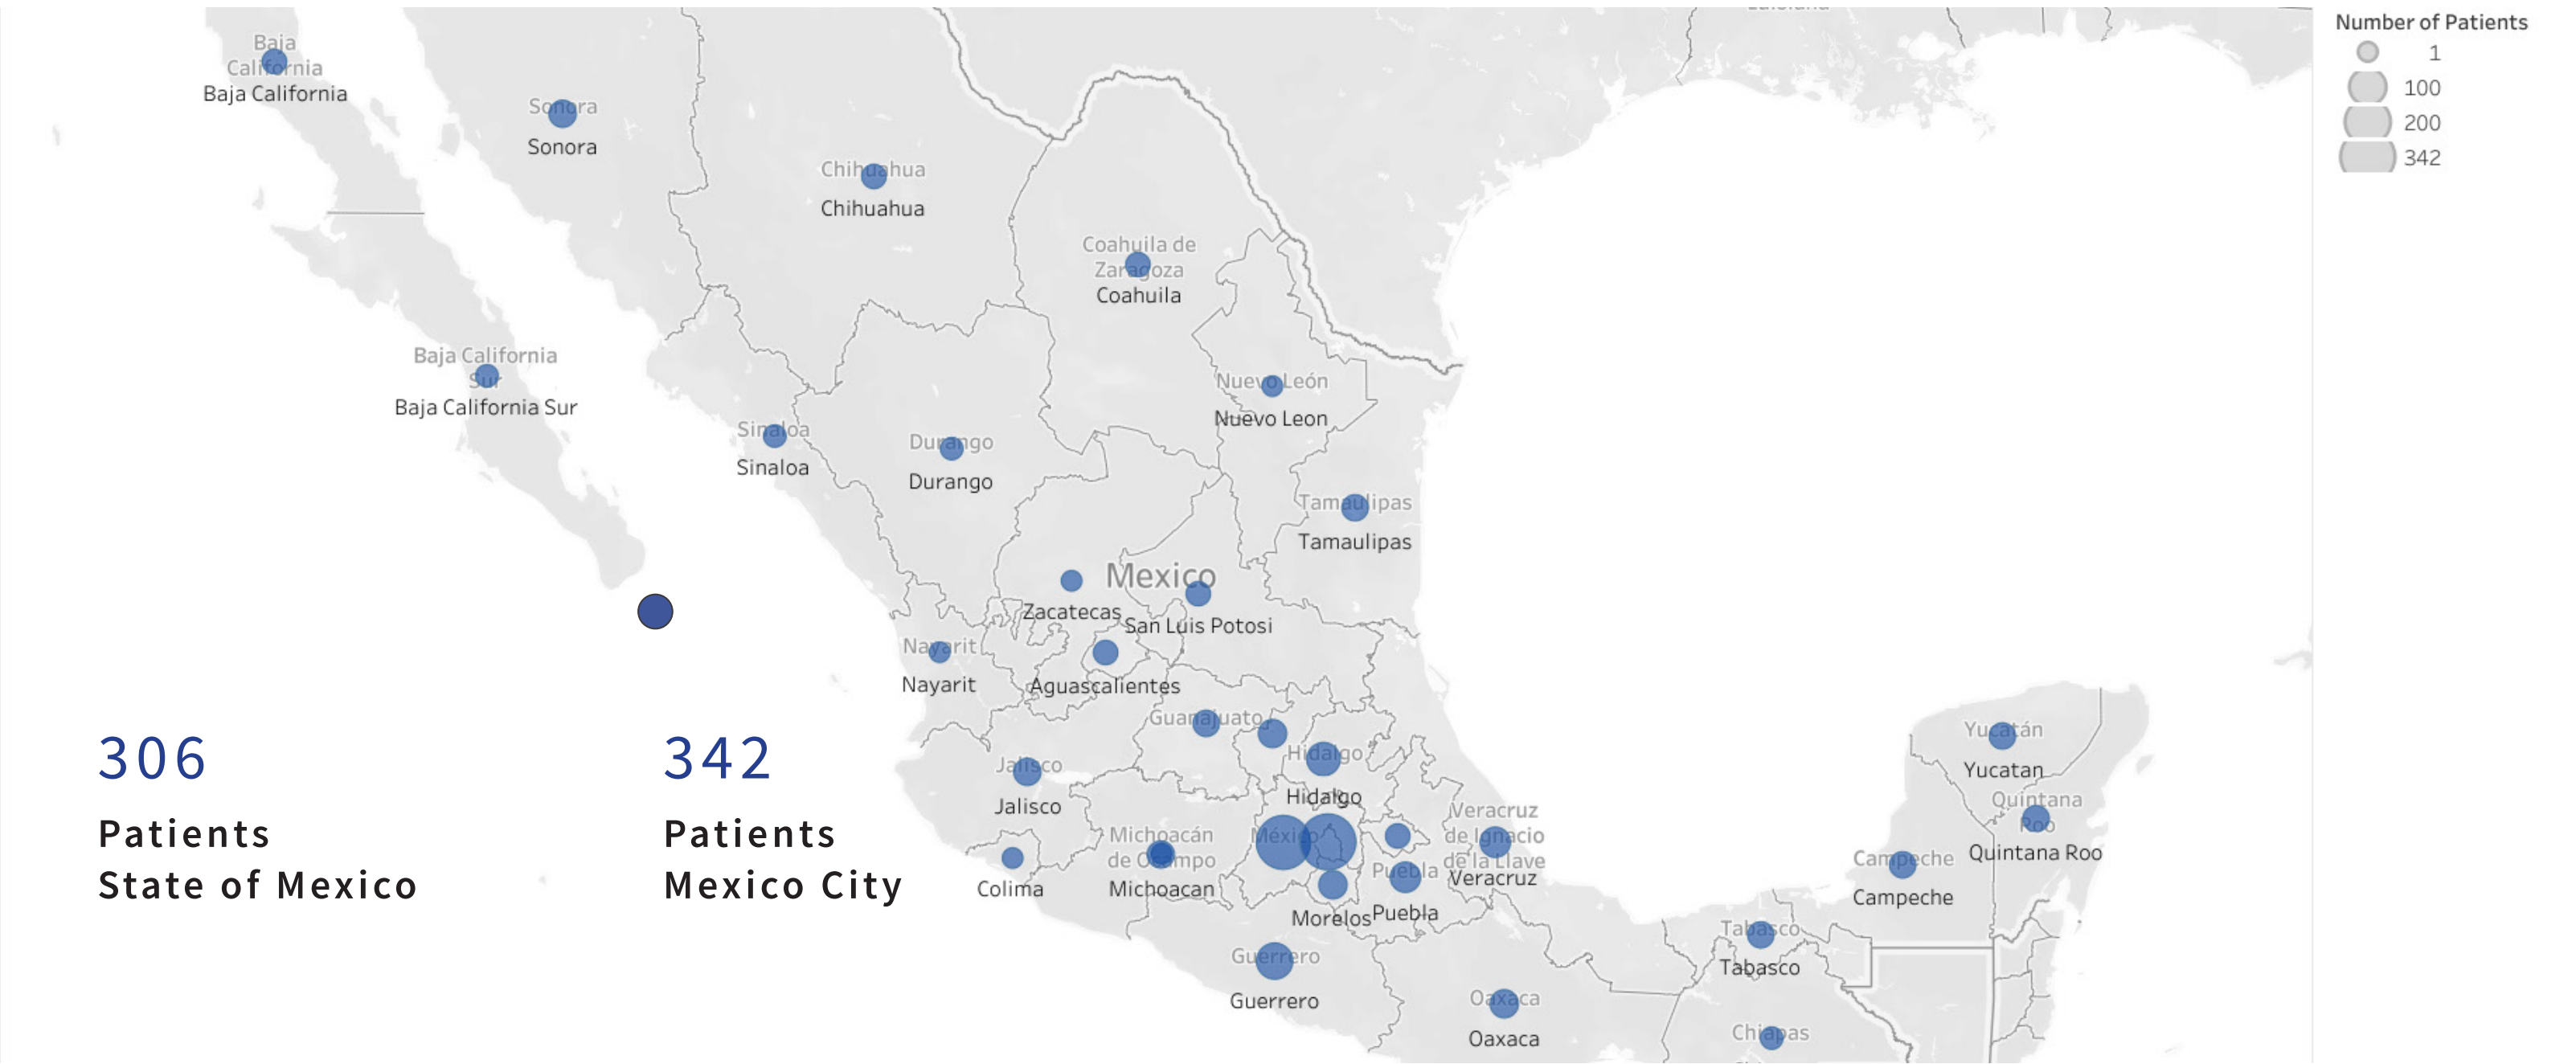 Louisiana
Number of Patients
1
100
200
342
Baja
California
Baja California
Sonora
Sonora
Chihuahua
Chihuahua
Coahuila de
Zaragoza
Coahuila
Baja California
Sur
Baja California Sur
Nuevo León
Nuevo Leon
Sinaloa
Sinaloa
Durango
Durango
Tamaulipas
Tamaulipas
Mexico
Zacatecas
San Luis Potosi
Nayarit
Nayarit
Aguascalientes
Guanajuato
Hidalgo
Hidalgo
Jalisco
Jalisco
306
Patients
State of Mexico
342
Patients
Mexico City
Colima
Michoacán
de Ocampo
Michoacan
México
Morelos
Puebla
Puebla
Veracruz
de Ignacio
de la Llave
Veracruz
Guerrero
Guerrero
Oaxaca
Oaxaca
Yucatán
Yucatan
Quintana
Roo
Quintana Roo
Campeche
Campeche
Tabasco
Tabasco
Chiapas